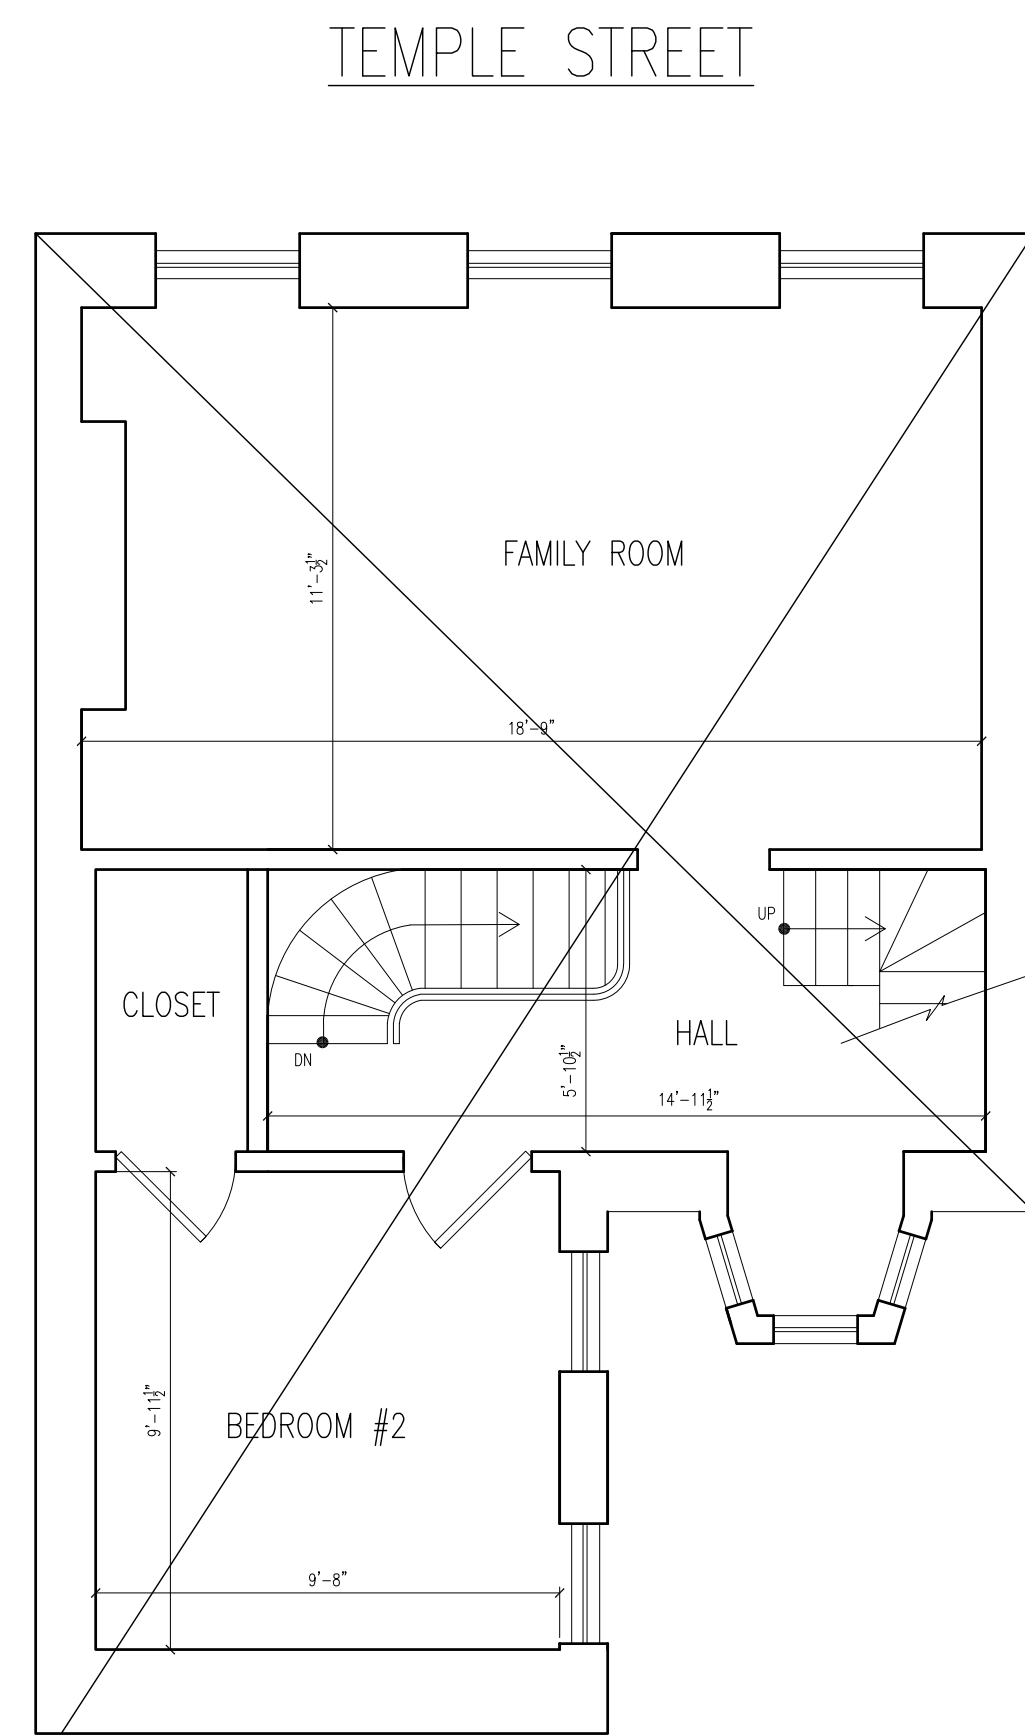 TEMPLE STREET
FAMILY ROOM
11'-3½"
18'-9"
UP
CLOSET
HALL
DN
5'-10½"
14'-11½"
9'-11½"
BEDROOM #2
9'-8"